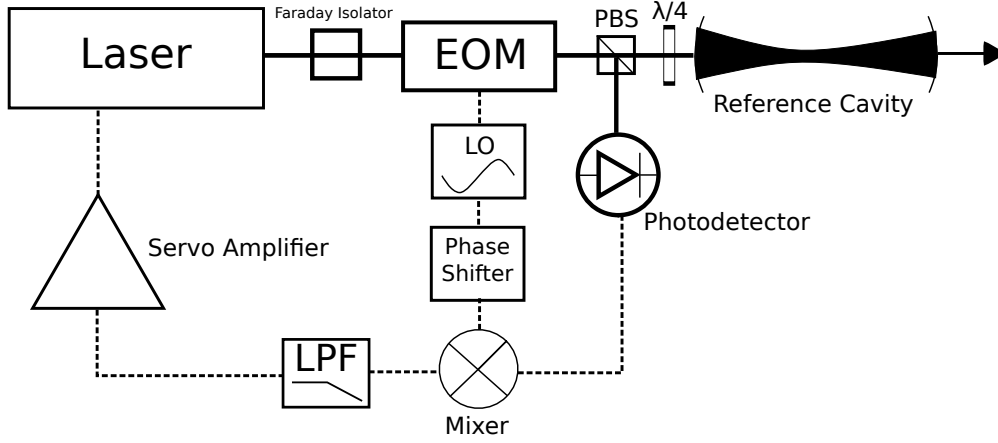 Laser
Faraday Isolator
EOM
PBS
λ/4
Reference Cavity
LO
Photodetector
Phase
Shifter
Servo Amplifier
LPF
Mixer